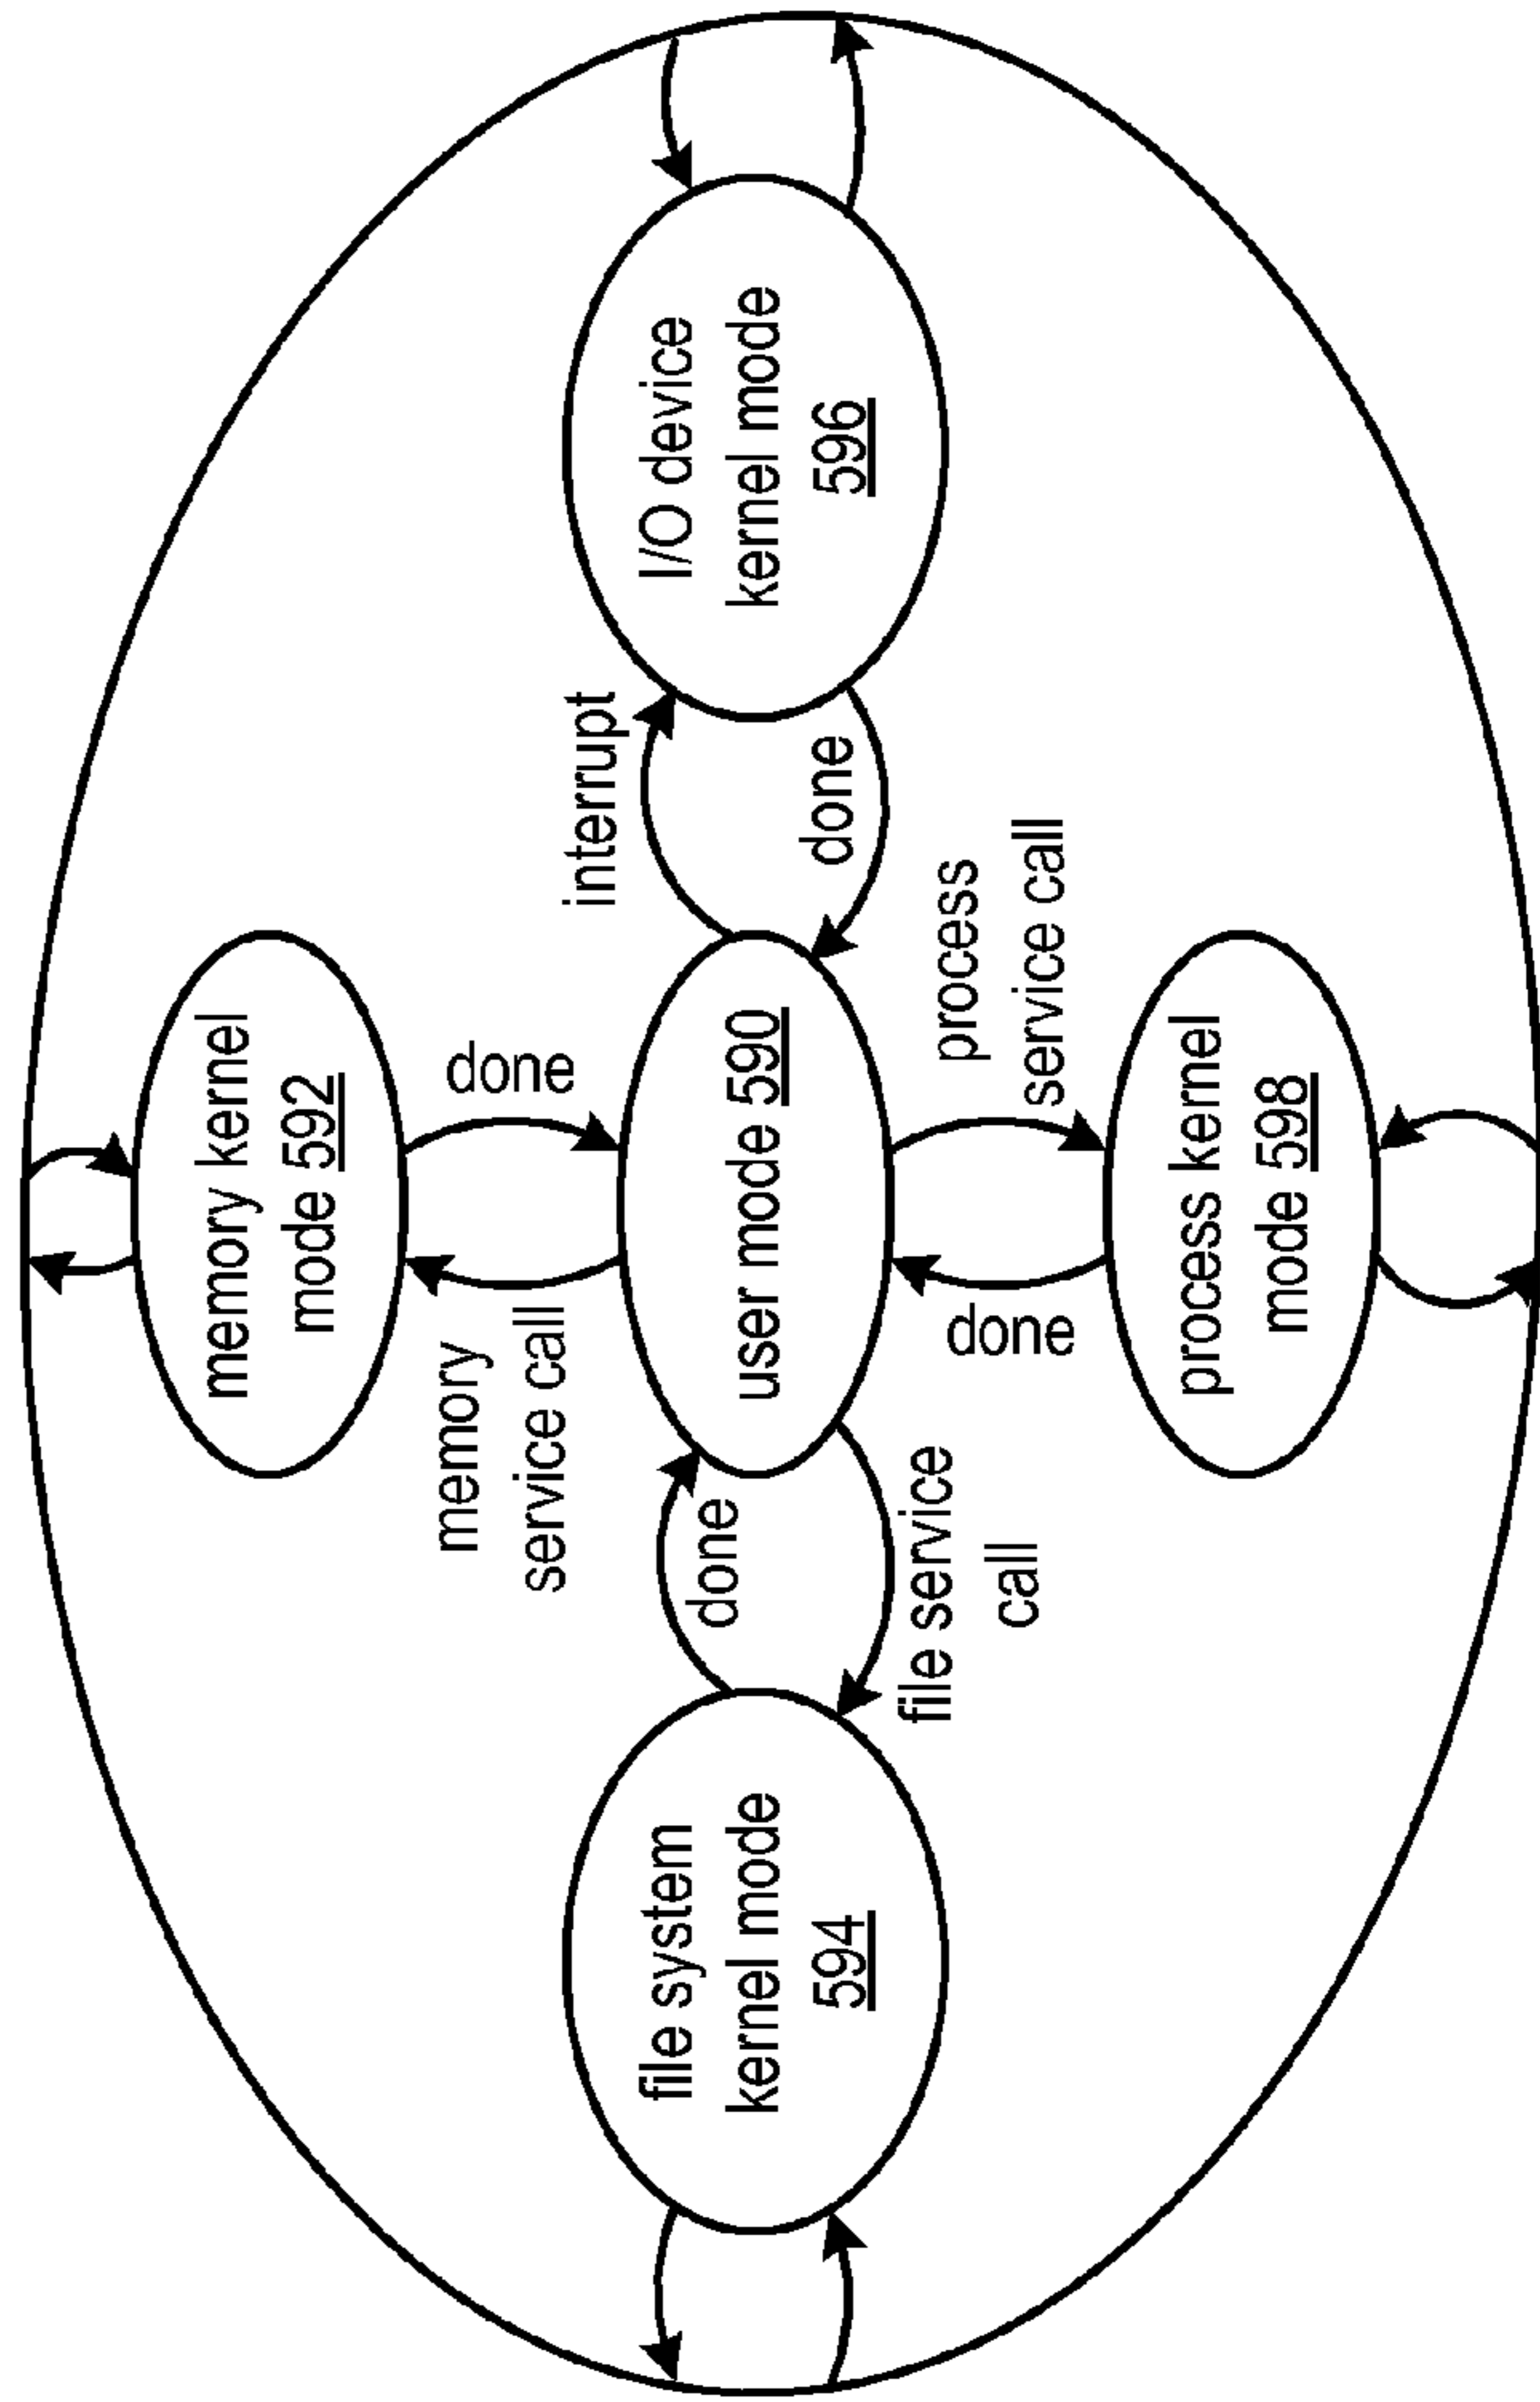 memory kernel
mode 592
memory
service call
done
done
interrupt
file system
kernel mode
594
user mode 590
I/O device
kernel mode
596
file service
call
done
done
process
service call
process kernel
mode 598